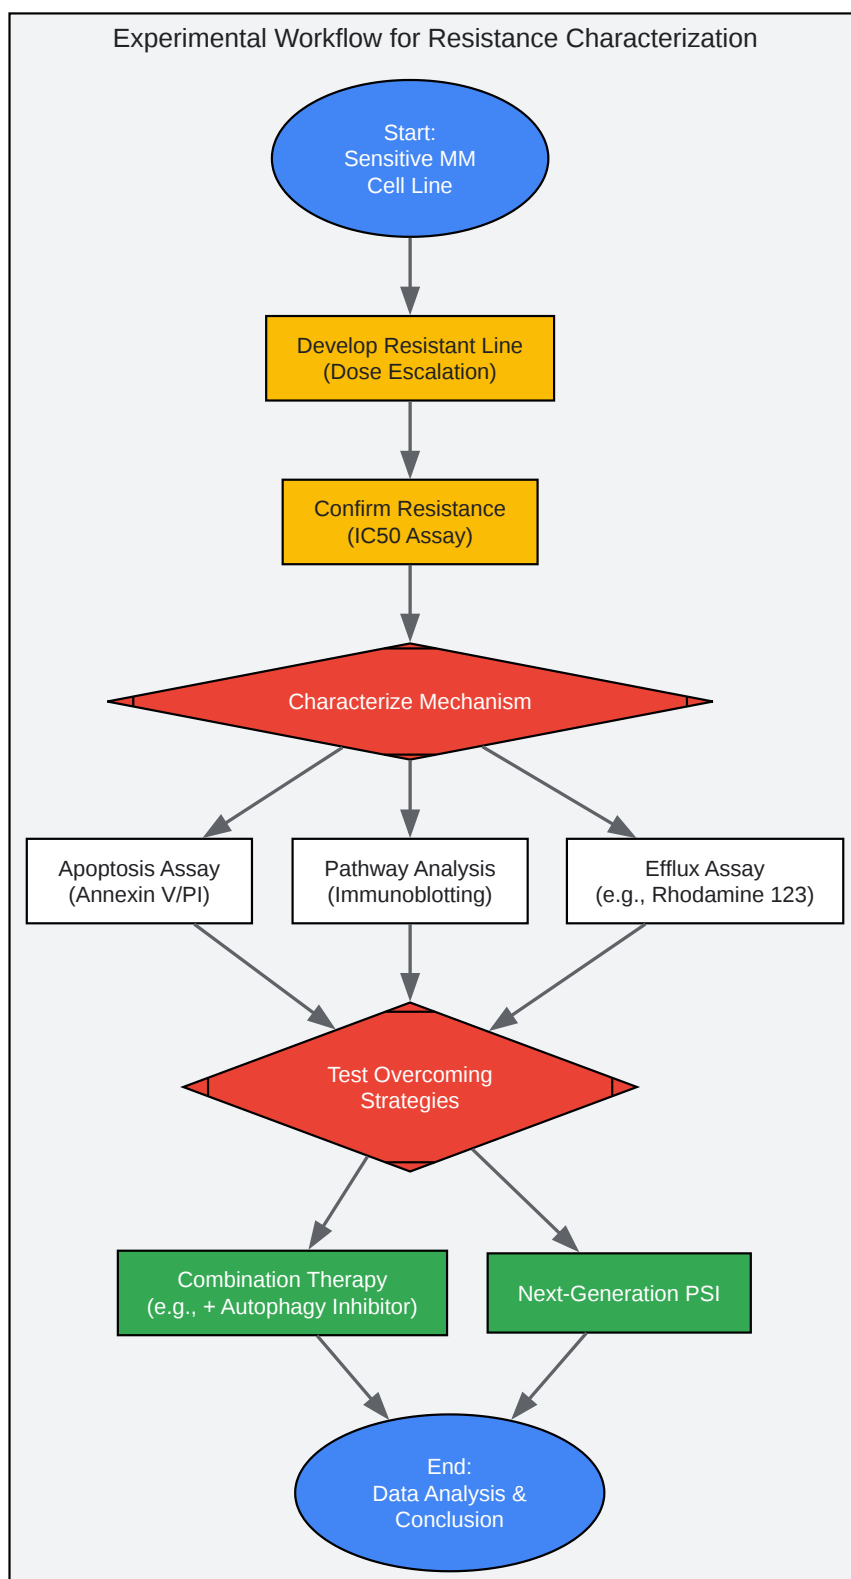 Experimental Workflow for Resistance Characterization
Start:
Sensitive MM
Cell Line
Develop Resistant Line
(Dose Escalation)
Confirm Resistance
(IC50 Assay)
Characterize Mechanism
Apoptosis Assay
(Annexin V/PI)
Pathway Analysis
(Immunoblotting)
Efflux Assay
(e.g., Rhodamine 123)
Test Overcoming
Strategies
Combination Therapy
(e.g., + Autophagy Inhibitor)
Next-Generation PSI
End:
Data Analysis &
Conclusion